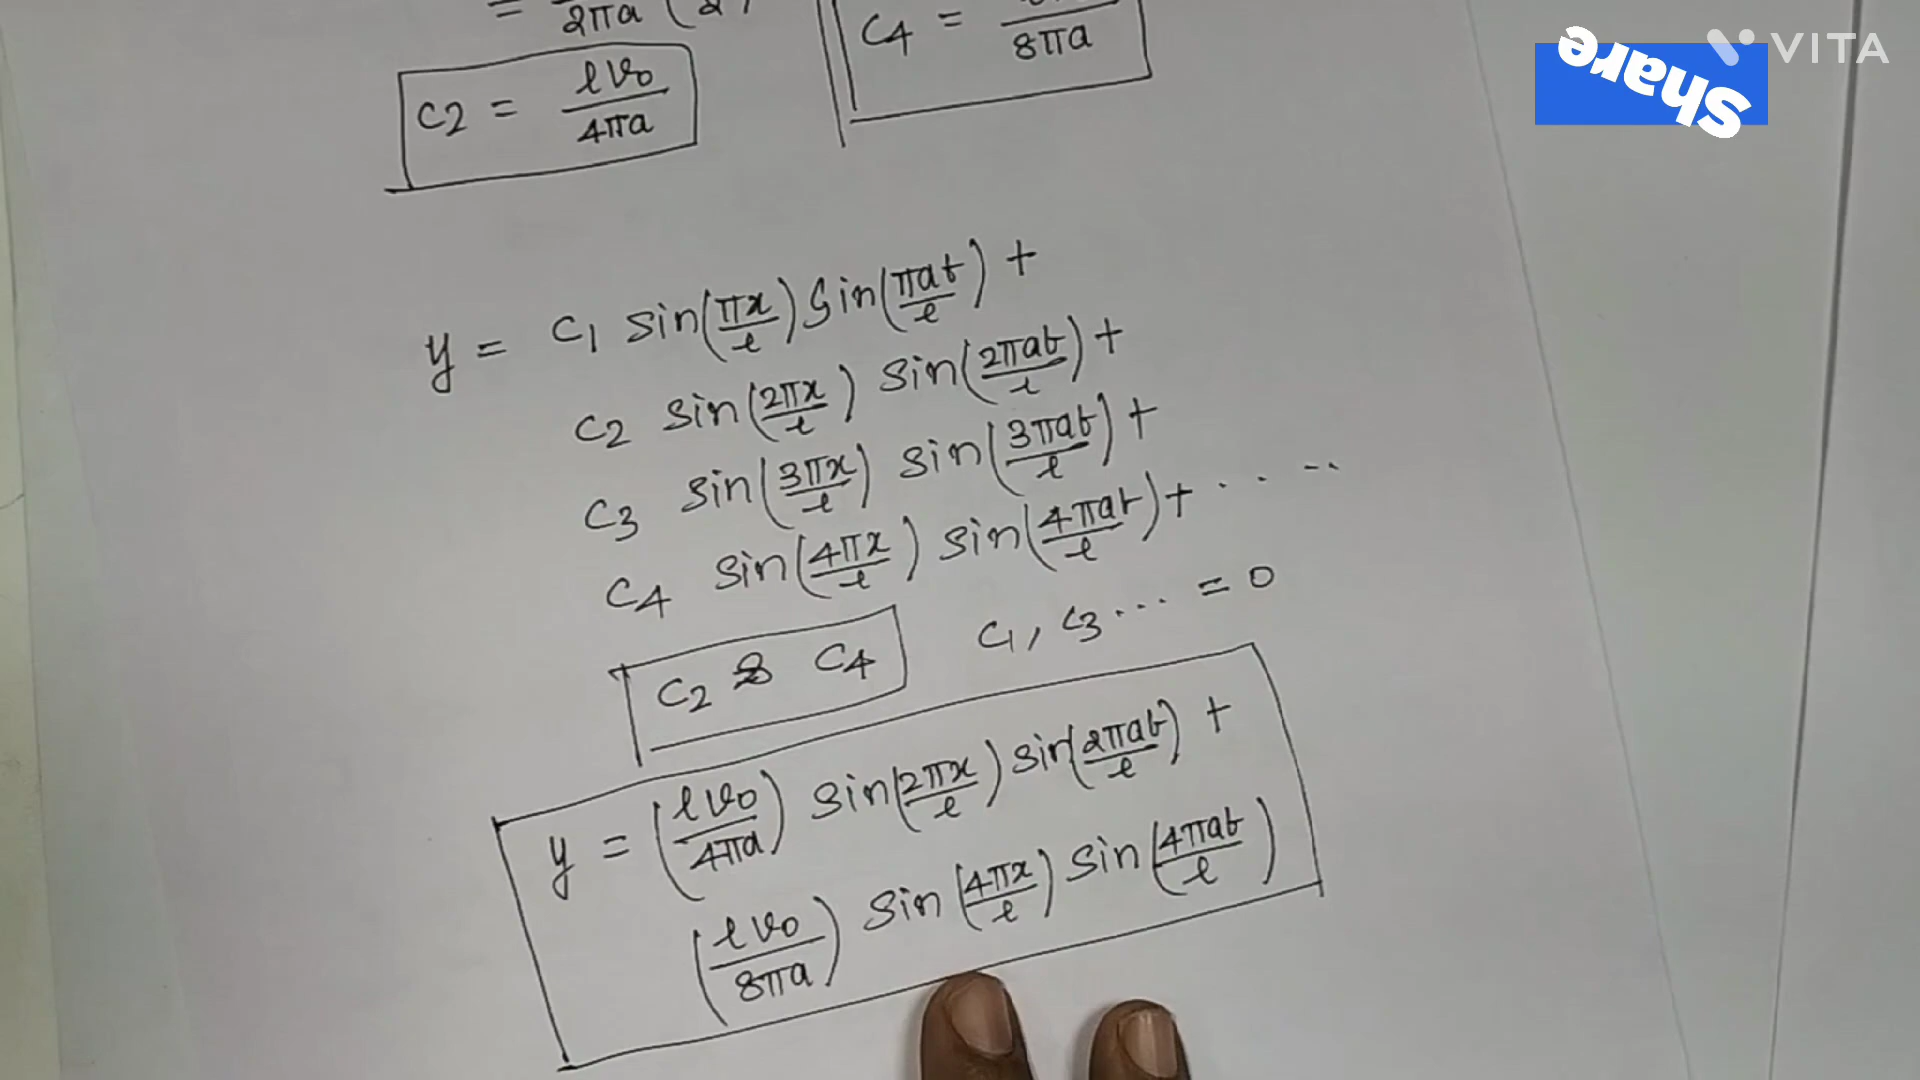 = 2πa (2)
C2 = lv0/4πa
C4 = /8πa
share
VITA
y = C1 sin(πx/l) sin(πat/l) +
C2 sin(2πx/l) sin(2πat/l) +
C3 sin(3πx/l) sin(3πat/l) +
C4 sin(4πx/l) sin(4πat/l) + . . . .
C2 & C4
C1, C3 ... = 0
y = (lv0/4πa) sin(2πx/l) sin(2πat/l) +
(lv0/8πa) sin(4πx/l) sin(4πat/l)